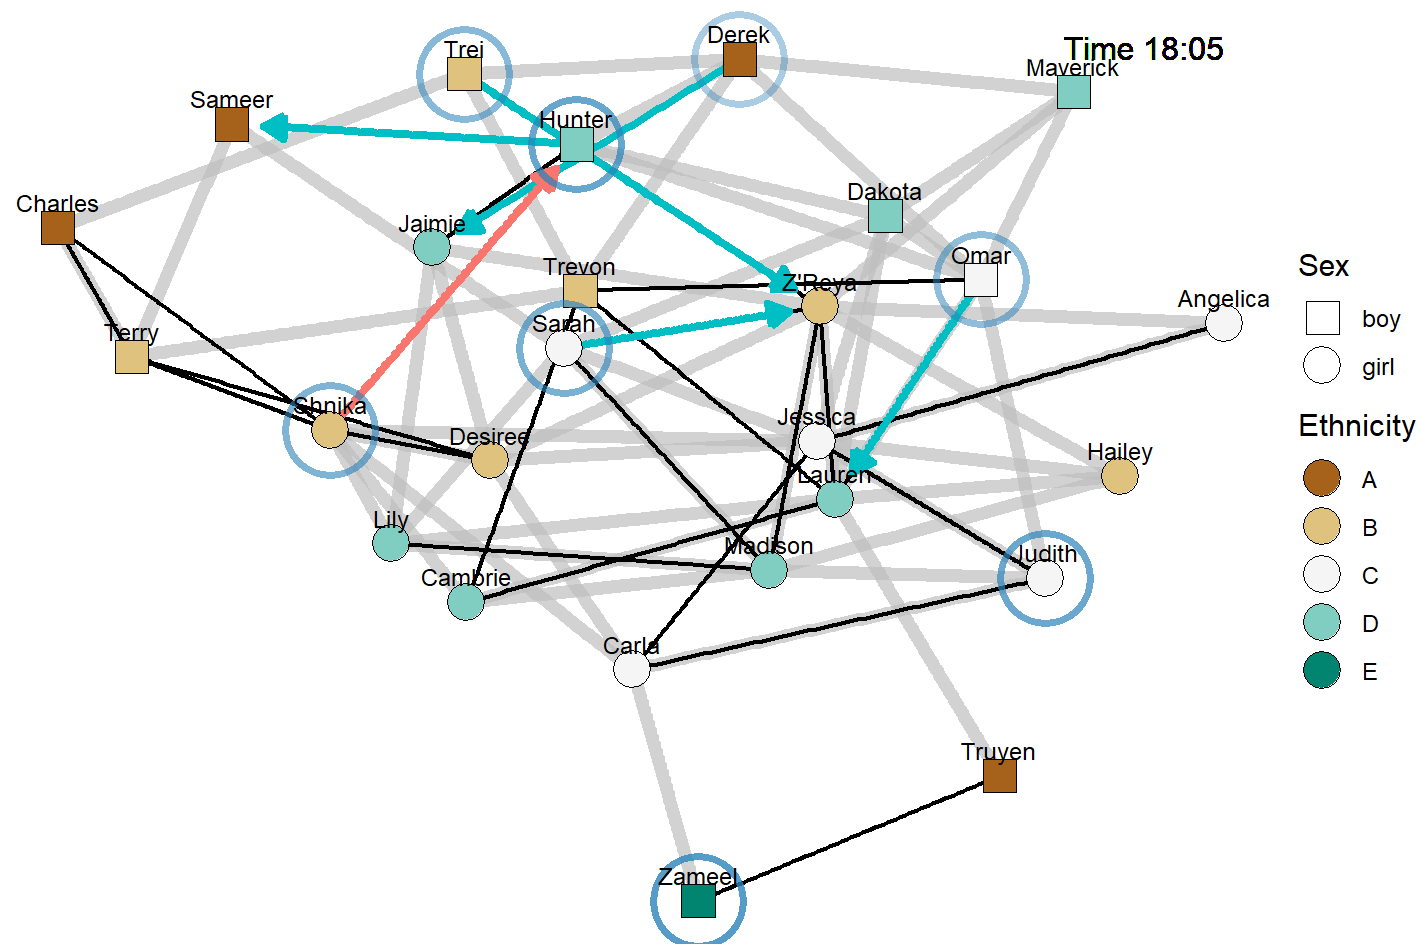 Trei
Derek
Time 18:05
Maverick
Sameer
Hunter
Dakota
Charles
Jaimie
Omar
Trevon
Z'Reya
Angelica
Sarah
Terry
Shnika
Desiree
Jessica
Hailey
Lauren
Lily
Madison
Judith
Cambrie
Carla
Truyen
Zameel
Sex
boy
girl
Ethnicity
A
B
C
D
E